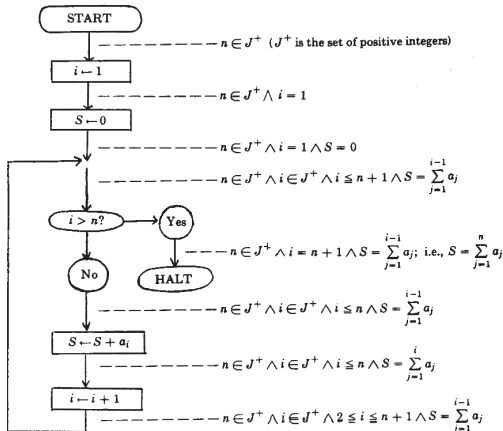 START
n ∈ J⁺ (J⁺ is the set of positive integers)
i ← 1
n ∈ J⁺ ∧ i = 1
S ← 0
n ∈ J⁺ ∧ i = 1 ∧ S = 0
n ∈ J⁺ ∧ i ∈ J⁺ ∧ i ≦ n + 1 ∧ S = ∑_{j=1}^{i−1} a_j
i > n?
Yes
n ∈ J⁺ ∧ i = n + 1 ∧ S = ∑_{j=1}^{i−1} a_j; i.e., S = ∑_{j=1}^{n} a_j
No
HALT
n ∈ J⁺ ∧ i ∈ J⁺ ∧ i ≦ n ∧ S = ∑_{j=1}^{i−1} a_j
S ← S + a_i
n ∈ J⁺ ∧ i ∈ J⁺ ∧ i ≦ n ∧ S = ∑_{j=1}^{i} a_j
i ← i + 1
n ∈ J⁺ ∧ i ∈ J⁺ ∧ 2 ≦ i ≦ n + 1 ∧ S = ∑_{i=1}^{i−1} a_j